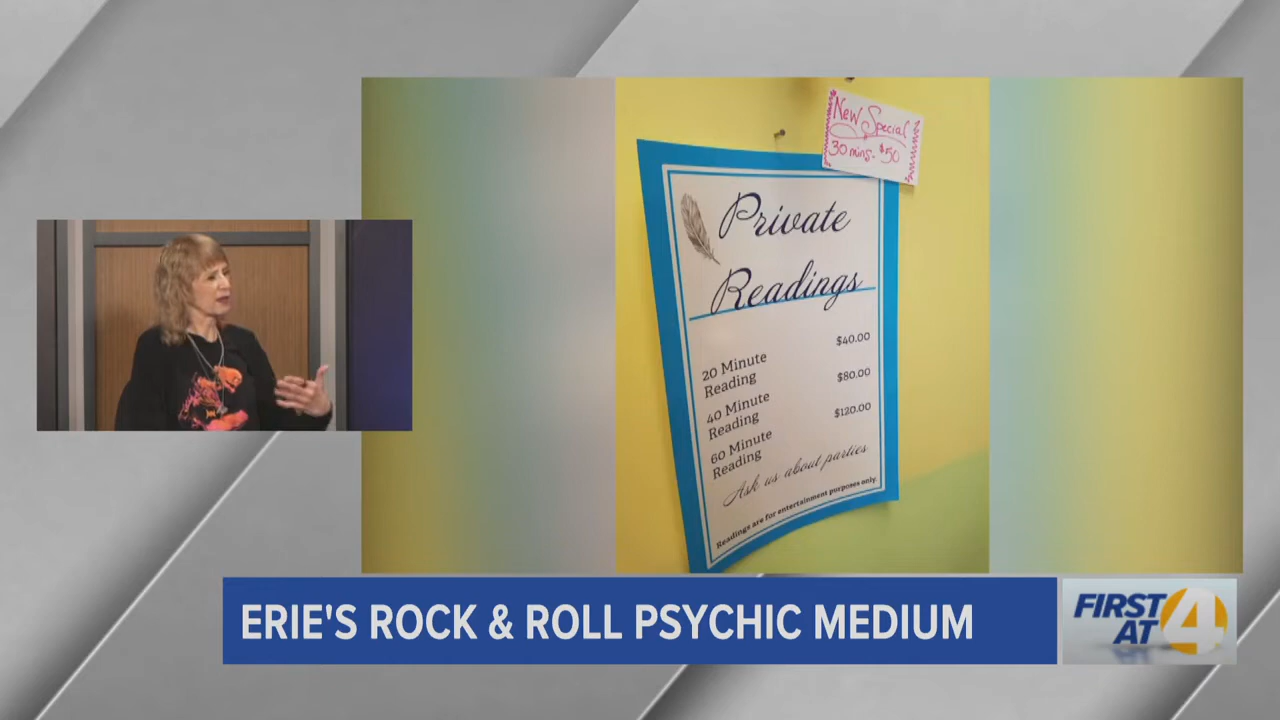 New Special
30 mins. $50
Private
Readings
$40.00
20 Minute
Reading
$80.00
40 Minute
Reading
$120.00
60 Minute
Reading
Ask us about parties
Readings are for entertainment purposes only.
ERIE'S ROCK & ROLL PSYCHIC MEDIUM
FIRST
AT 4